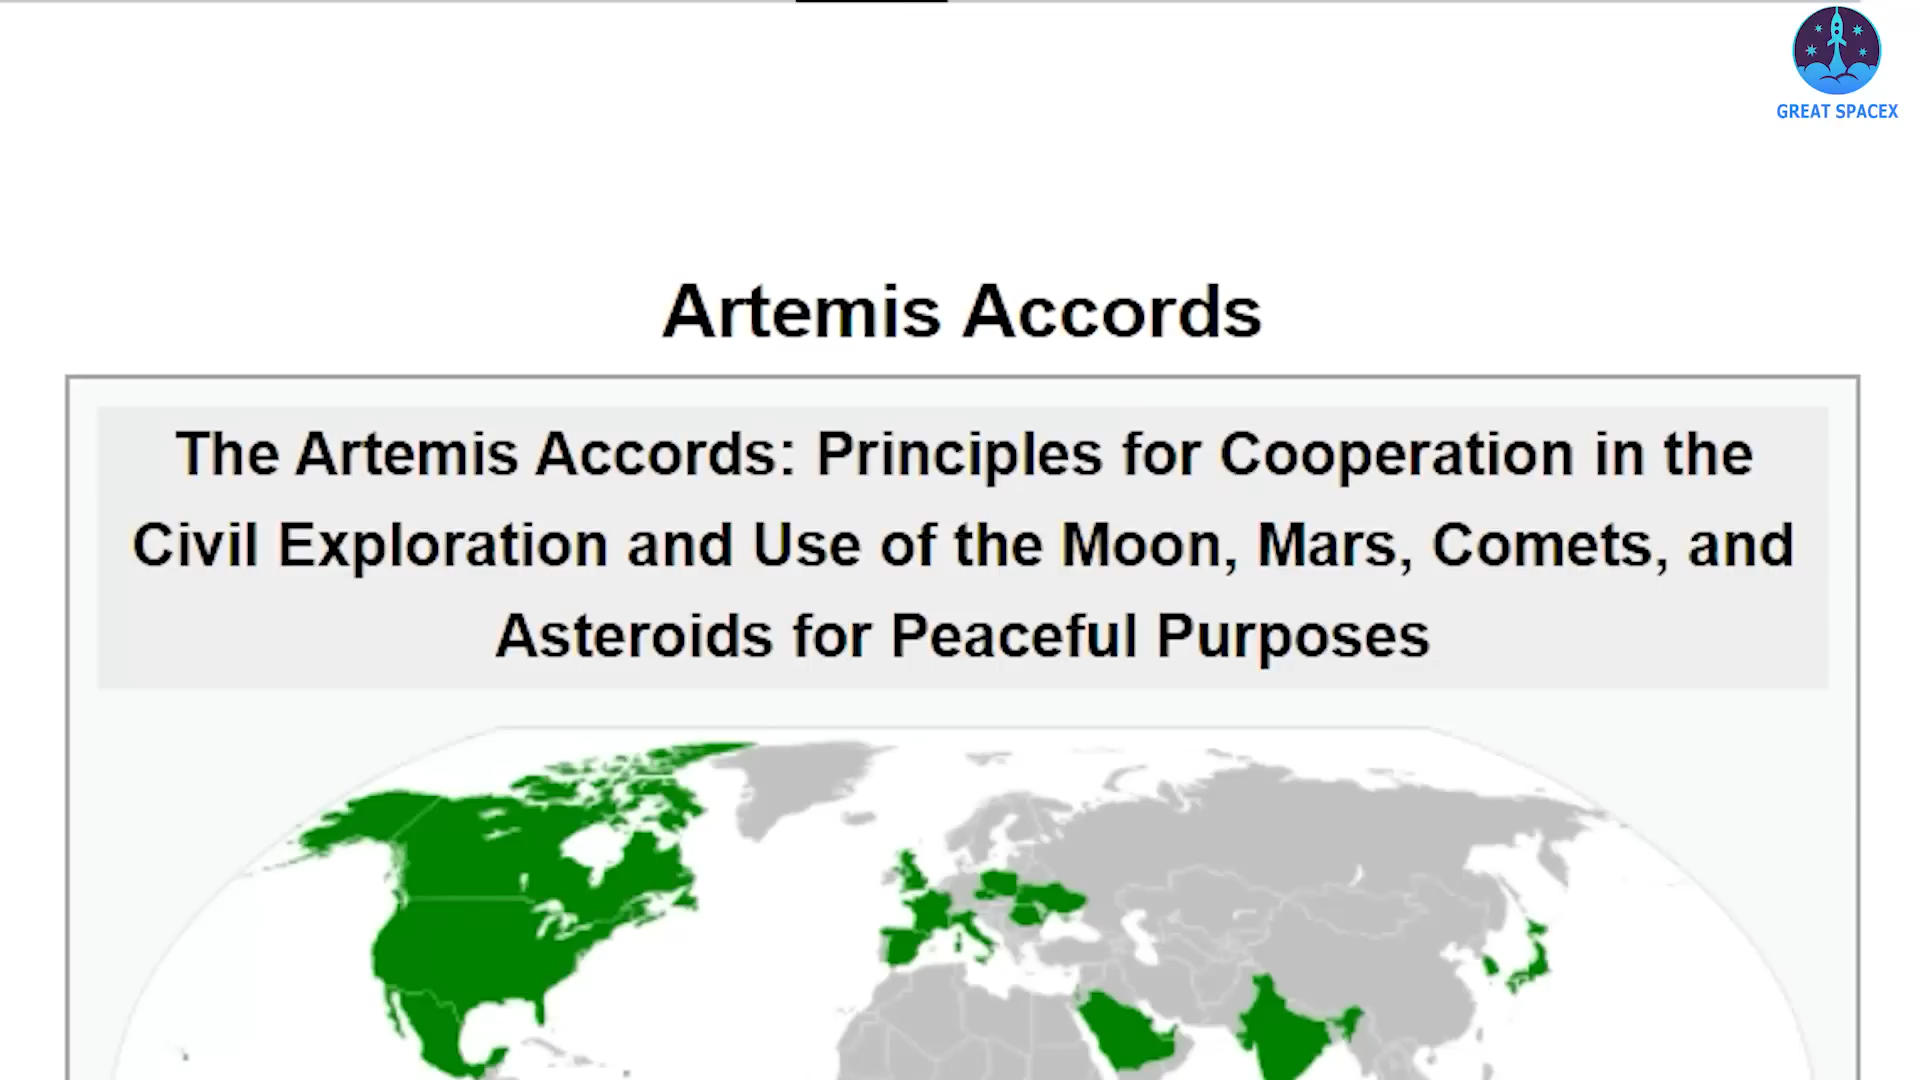 GREAT SPACEX
Artemis Accords
The Artemis Accords: Principles for Cooperation in the
Civil Exploration and Use of the Moon, Mars, Comets, and
Asteroids for Peaceful Purposes